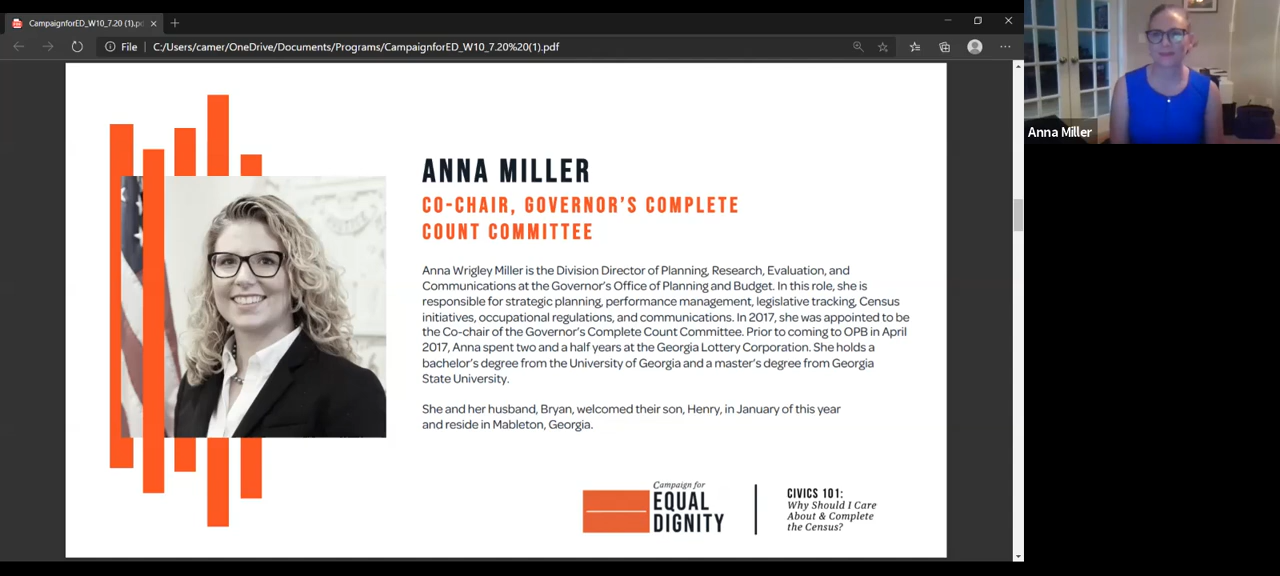 CampaignforED_W10_7.20 (1).pdf
File
C:/Users/camer/OneDrive/Documents/Programs/CampaignforED_W10_7.20%20(1).pdf
Anna Miller
ANNA MILLER
CO-CHAIR, GOVERNOR'S COMPLETE
COUNT COMMITTEE
Anna Wrigley Miller is the Division Director of Planning, Research, Evaluation, and
Communications at the Governor's Office of Planning and Budget. In this role, she is
responsible for strategic planning, performance management, legislative tracking, Census
initiatives, occupational regulations, and communications. In 2017, she was appointed to be
the Co-chair of the Governor's Complete Count Committee. Prior to coming to OPB in April
2017, Anna spent two and a half years at the Georgia Lottery Corporation. She holds a
bachelor's degree from the University of Georgia and a master's degree from Georgia
State University.
She and her husband, Bryan, welcomed their son, Henry, in January of this year
and reside in Mableton, Georgia.
Campaign for
EQUAL
DIGNITY
CIVICS 101:
Why Should I Care
About & Complete
the Census?